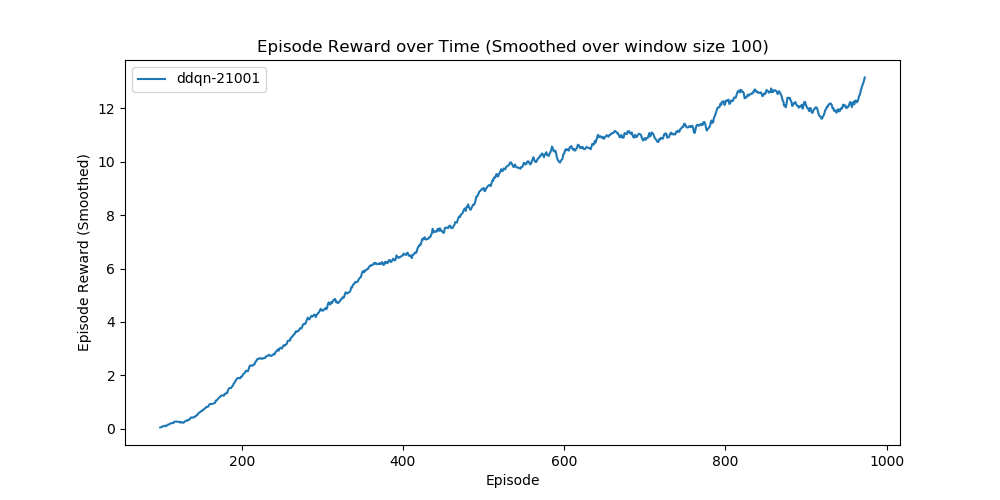 Episode Reward over Time (Smoothed over window size 100)
ddqn-21001
Episode Reward (Smoothed)
12
10
8
6
4
2
0
200 400 600 800 1000
Episode